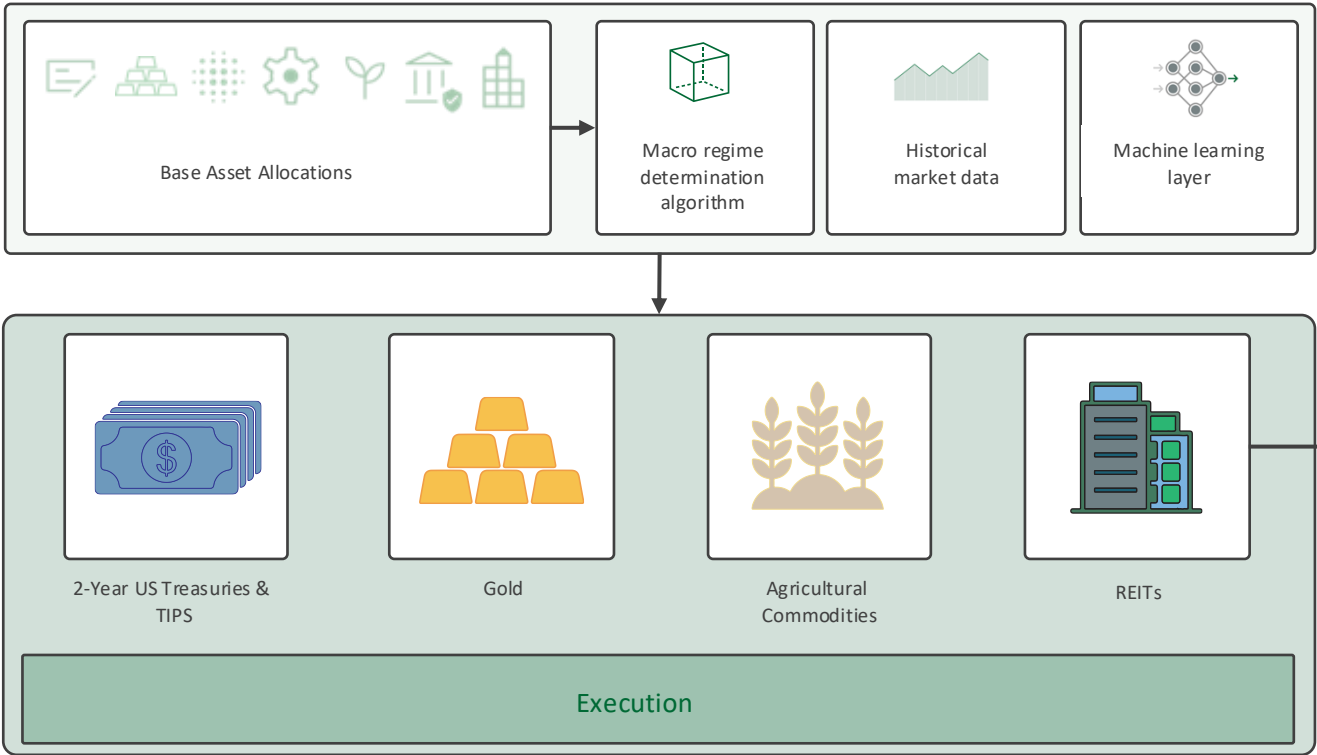 Base Asset Allocations
Macro regime
determination
algorithm
Historical
market data
Machine learning
layer
$
2-Year US Treasuries &
TIPS
Gold
Agricultural
Commodities
REITs
Execution